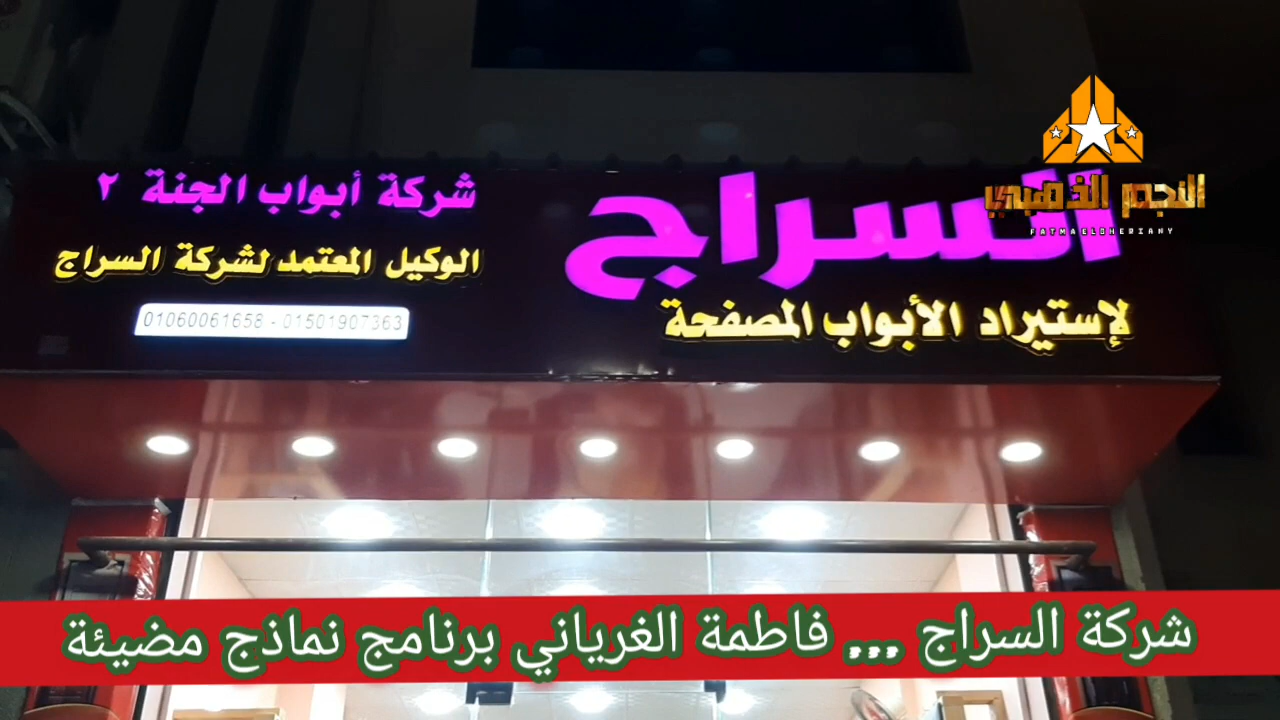 النجم الذهبي
FATMAELGHERIANY
السراج
لإستيراد الأبواب المصفحة
شركة أبواب الجنة ٢
الوكيل المعتمد لشركة السراج
01060061658 - 01501907363
شركة السراج ,,, فاطمة الغرياني برنامج نماذج مضيئة